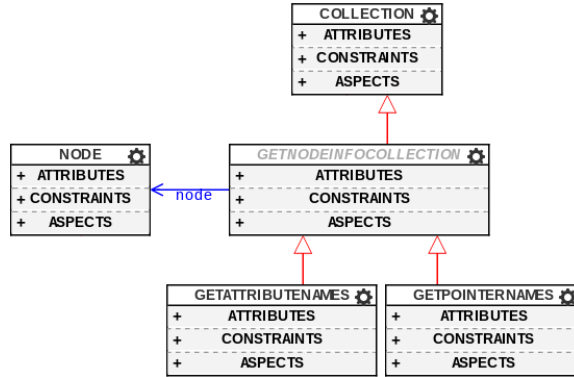 COLLECTION
+ ATTRIBUTES
+ CONSTRAINTS
+ ASPECTS
NODE
+ ATTRIBUTES
+ CONSTRAINTS
+ ASPECTS
node
GETNODEINFOCOLLECTION
+ ATTRIBUTES
+ CONSTRAINTS
+ ASPECTS
GETATTRIBUTENAMES
+ ATTRIBUTES
+ CONSTRAINTS
+ ASPECTS
GETPOINTERNAMES
+ ATTRIBUTES
+ CONSTRAINTS
+ ASPECTS